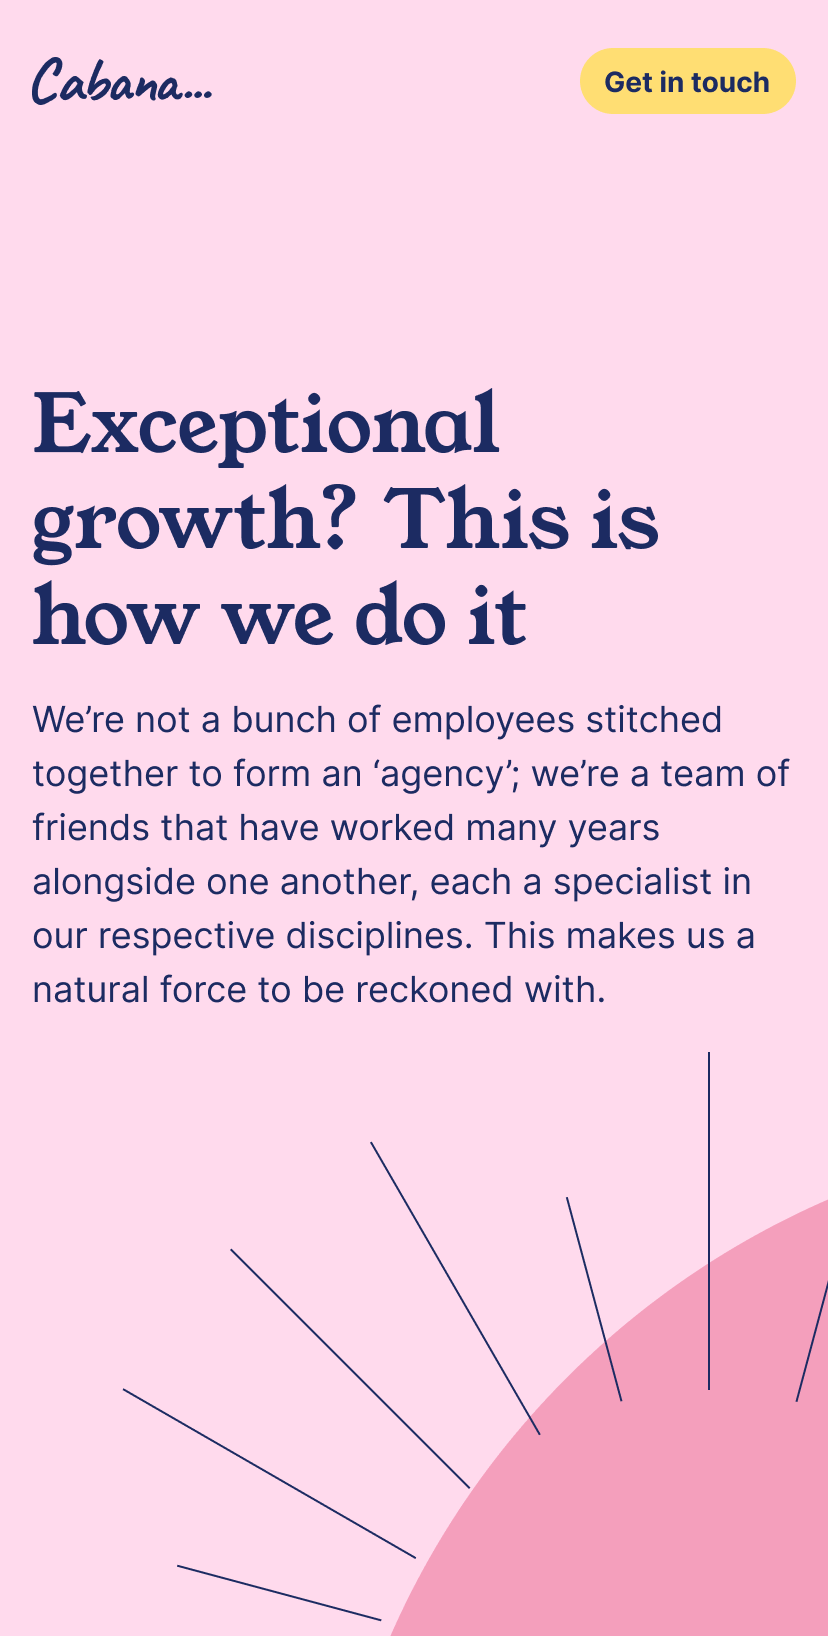 Cabana...
Get in touch
Exceptional
growth? This is
how we do it
We’re not a bunch of employees stitched
together to form an ‘agency’; we’re a team of
friends that have worked many years
alongside one another, each a specialist in
our respective disciplines. This makes us a
natural force to be reckoned with.